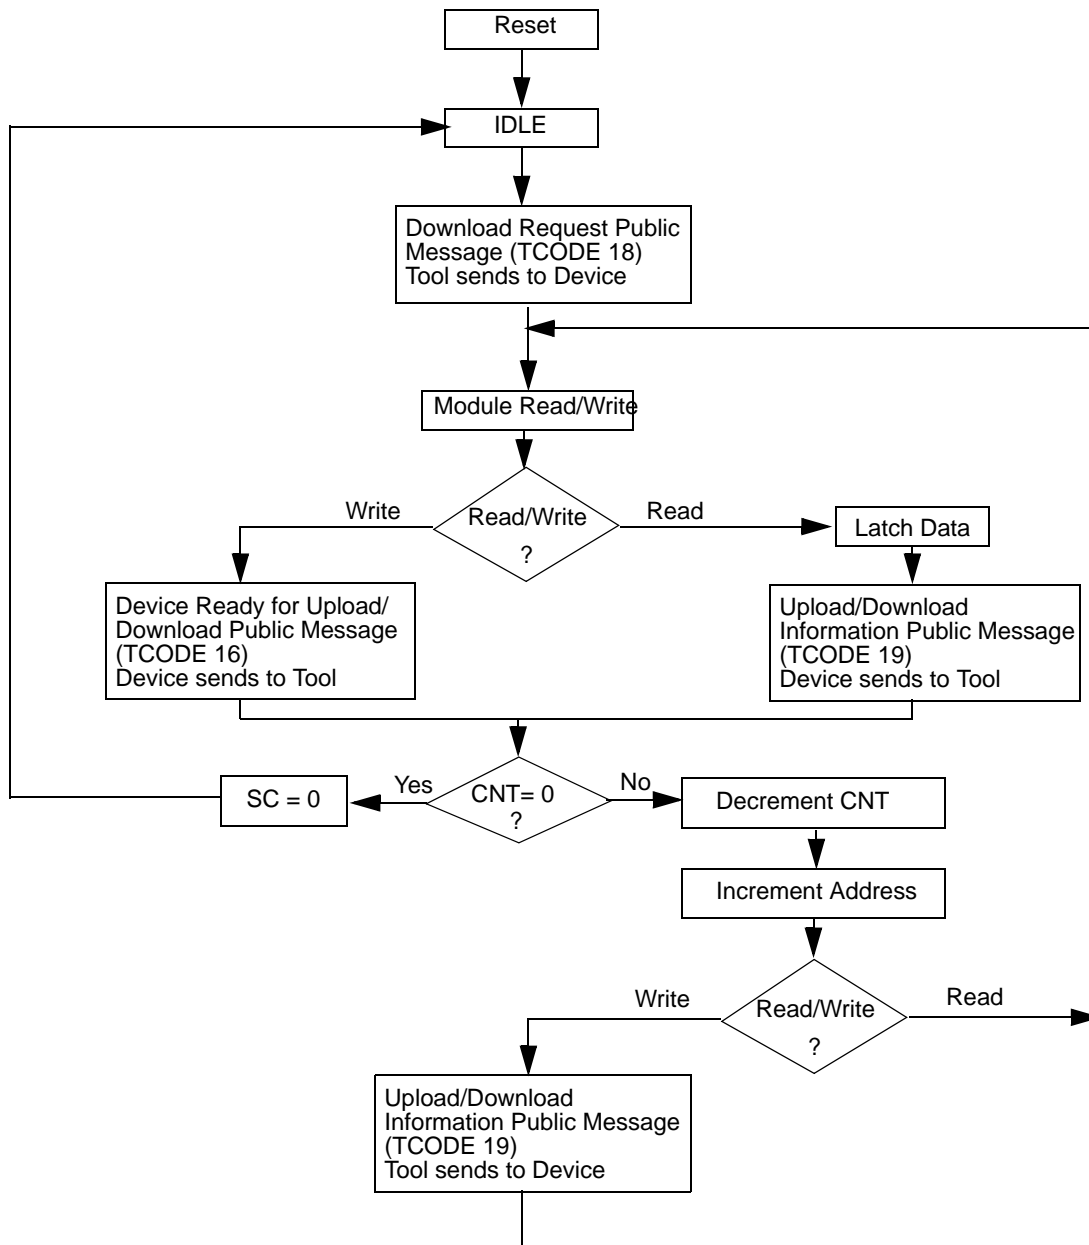 Reset
IDLE
Download Request Public
Message (TCODE 18)
Tool sends to Device
Module Read/Write
Write
Read/Write
?
Read
Latch Data
Device Ready for Upload/
Download Public Message
(TCODE 16)
Device sends to Tool
Upload/Download
Information Public Message
(TCODE 19)
Device sends to Tool
SC = 0
Yes
CNT= 0
?
No
Decrement CNT
Increment Address
Write
Read/Write
?
Read
Upload/Download
Information Public Message
(TCODE 19)
Tool sends to Device